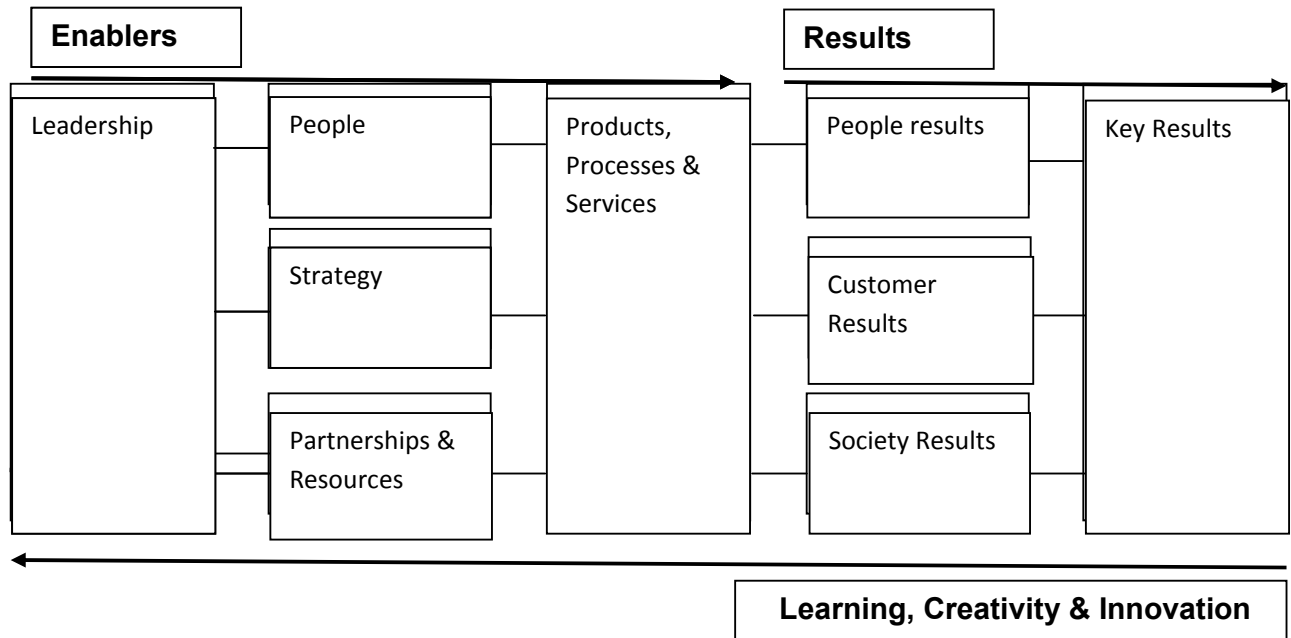 Enablers
Results
Leadership
People
Products,
Processes &
Services
People results
Key Results
Strategy
Customer
Results
Partnerships &
Resources
Society Results
Learning, Creativity & Innovation